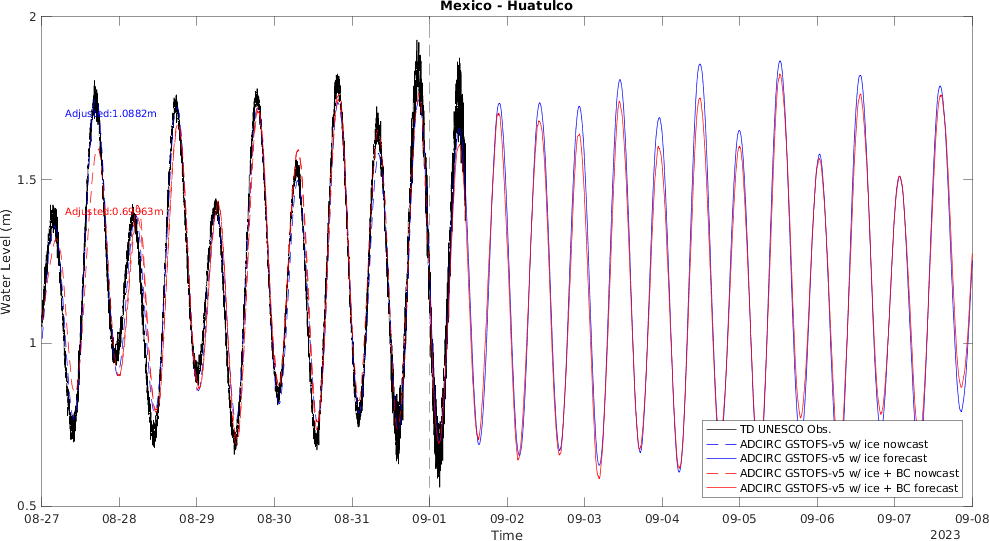 Mexico - Huatulco
2
1.5
1
0.5
Water Level (m)
Adjusted:1.0882m
Adjusted:0.69963m
TD UNESCO Obs.
ADCIRC GSTOFS-v5 w/ ice nowcast
ADCIRC GSTOFS-v5 w/ ice forecast
ADCIRC GSTOFS-v5 w/ ice + BC nowcast
ADCIRC GSTOFS-v5 w/ ice + BC forecast
08-27 08-28 08-29 08-30 08-31 09-01 09-02 09-03 09-04 09-05 09-06 09-07 09-08
Time
2023